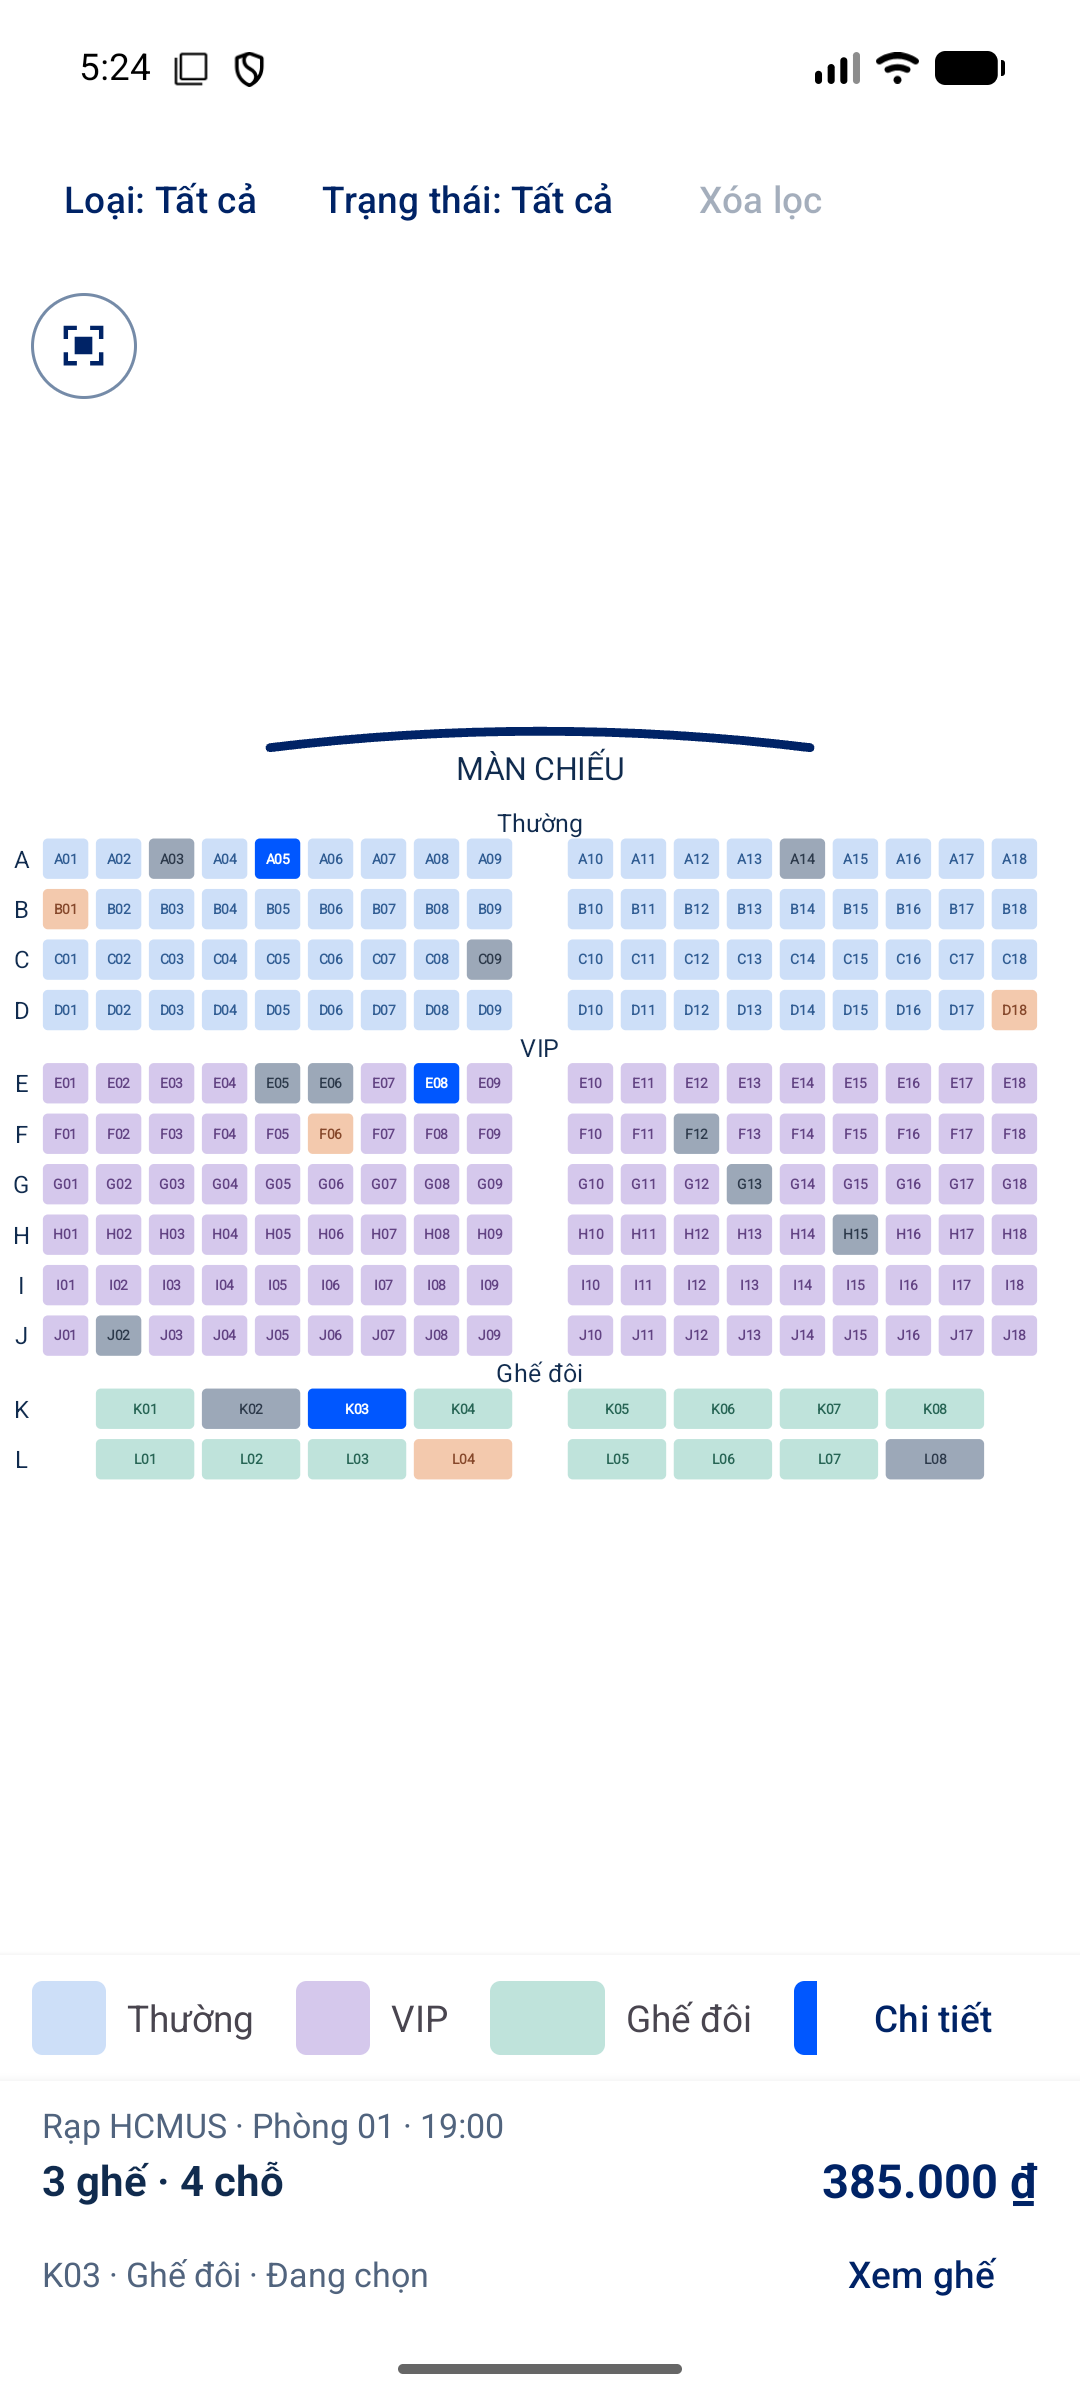 5:24
Loại: Tất cả Trạng thái: Tất cả Xóa lọc
MÀN CHIẾU
Thường
A A01 A02 A03 A04 A05 A06 A07 A08 A09 A10 A11 A12 A13 A14 A15 A16 A17 A18
B B01 B02 B03 B04 B05 B06 B07 B08 B09 B10 B11 B12 B13 B14 B15 B16 B17 B18
C C01 C02 C03 C04 C05 C06 C07 C08 C09 C10 C11 C12 C13 C14 C15 C16 C17 C18
D D01 D02 D03 D04 D05 D06 D07 D08 D09 D10 D11 D12 D13 D14 D15 D16 D17 D18
VIP
E E01 E02 E03 E04 E05 E06 E07 E08 E09 E10 E11 E12 E13 E14 E15 E16 E17 E18
F F01 F02 F03 F04 F05 F06 F07 F08 F09 F10 F11 F12 F13 F14 F15 F16 F17 F18
G G01 G02 G03 G04 G05 G06 G07 G08 G09 G10 G11 G12 G13 G14 G15 G16 G17 G18
H H01 H02 H03 H04 H05 H06 H07 H08 H09 H10 H11 H12 H13 H14 H15 H16 H17 H18
I I01 I02 I03 I04 I05 I06 I07 I08 I09 I10 I11 I12 I13 I14 I15 I16 I17 I18
J J01 J02 J03 J04 J05 J06 J07 J08 J09 J10 J11 J12 J13 J14 J15 J16 J17 J18
Ghế đôi
K K01 K02 K03 K04 K05 K06 K07 K08
L L01 L02 L03 L04 L05 L06 L07 L08
Thường VIP Ghế đôi Chi tiết
Rạp HCMUS · Phòng 01 · 19:00
3 ghế · 4 chỗ 385.000 ₫
K03 · Ghế đôi · Đang chọn Xem ghế